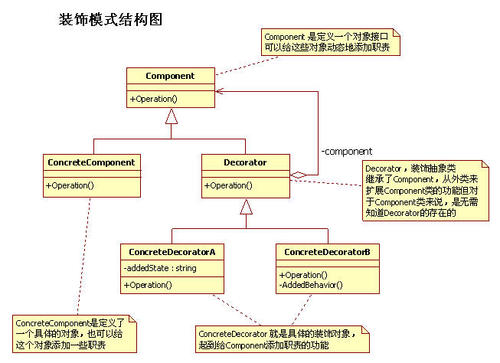 装饰模式结构图
Component 是定义一个对象接口
可以给这些对象动态地添加职责
Component
+Operation()
-component
ConcreteComponent
+Operation()
Decorator
+Operation()
Decorator，装饰抽象类
继承了Component，从外类来
扩展Component类的功能但对
于Component类来说，是无需
知道Decorator的存在的
ConcreteDecoratorA
-addedState : string
+Operation()
ConcreteDecoratorB
+Operation()
-AddedBehavior()
ConcreteComponent是定义了
一个具体的对象，也可以给
这个对象添加一些职责
ConcreteDecorator 就是具体的装饰对象，
起到给Component添加职责的功能